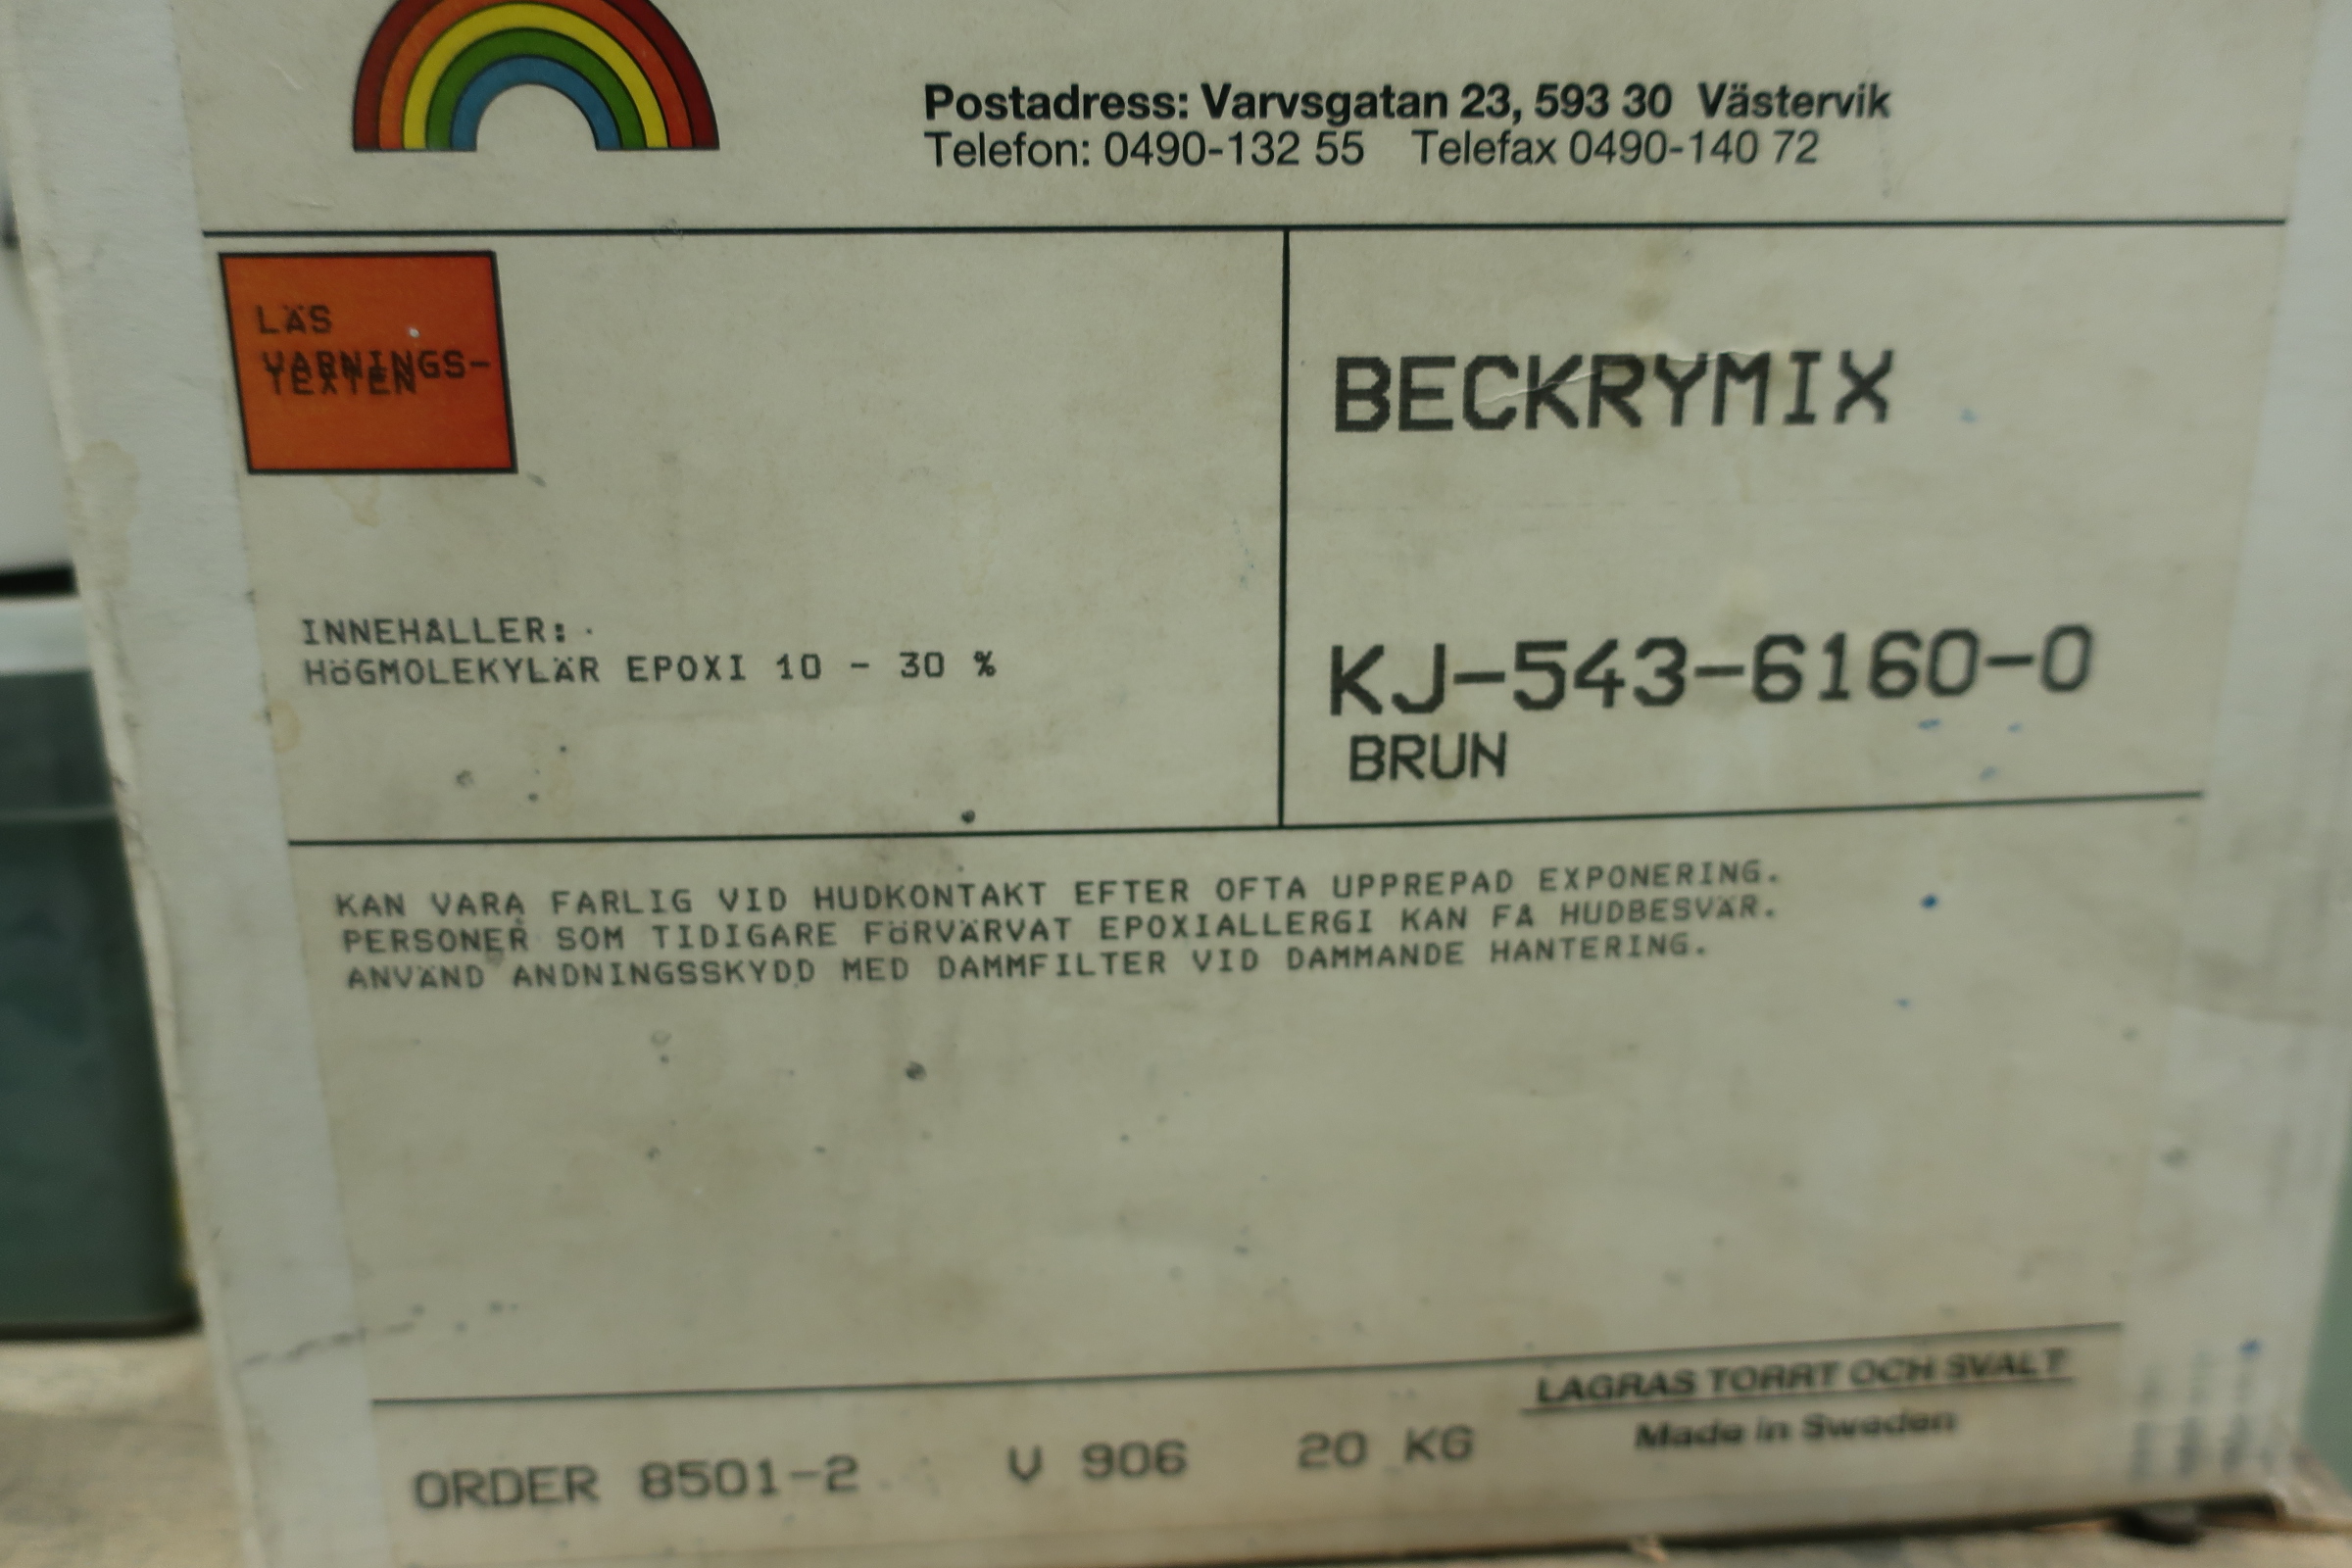 Postadress: Varvsgatan 23, 593 30 Västervik
Telefon: 0490-132 55 Telefax 0490-140 72
LÄS
VARNINGS-
TEXTEN
BECKRYMIX
INNEHÅLLER:
HöGMOLEKYLÄR EPOXI 10 - 30 %
KJ-543-6160-0
BRUN
KAN VARA FARLIG VID HUDKONTAKT EFTER OFTA UPPREPAD EXPONERING.
PERSONER SOM TIDIGARE FöRVÄRVAT EPOXIALLERGI KAN FÅ HUDBESVÄR.
ANVÄND ANDNINGSSKYDD MED DAMMFILTER VID DAMMANDE HANTERING.
LAGRAS TORRT OCH SVALT
Made in Sweden
ORDER 8501-2 V 906 20 KG